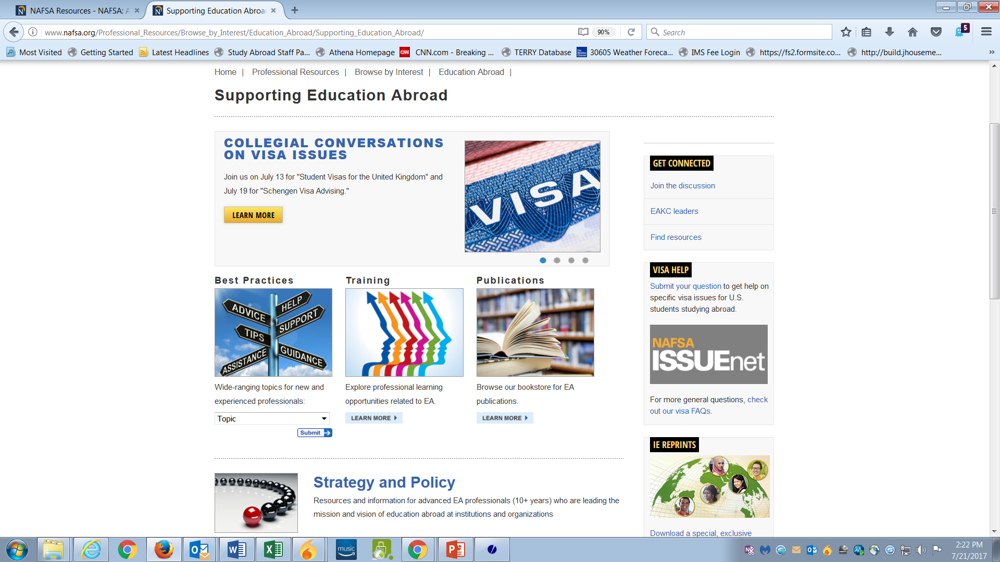 NAFSA Resources - NAFSA: A
Supporting Education Abroad
www.nafsa.org/Professional_Resources/Browse_by_Interest/Education_Abroad/Supporting_Education_Abroad/
90%
Search
5
Most Visited
Getting Started
Latest Headlines
Study Abroad Staff Pa...
Athena Homepage
CNN
CNN.com - Breaking ...
TERRY Database
30605 Weather Foreca...
IMS Fee Login
https://fs2.formsite.co...
http://build.jhouseme...
Home | Professional Resources | Browse by Interest | Education Abroad |
Supporting Education Abroad
COLLEGIAL CONVERSATIONS
ON VISA ISSUES
Join us on July 13 for "Student Visas for the United Kingdom" and
July 19 for "Schengen Visa Advising."
LEARN MORE
VISA
GET CONNECTED
Join the discussion
EAKC leaders
Find resources
Best Practices
ADVICE
HELP
SUPPORT
TIPS
GUIDANCE
ASSISTANCE
Wide-ranging topics for new and
experienced professionals:
Topic
Submit
Training
Explore professional learning
opportunities related to EA.
LEARN MORE
Publications
Browse our bookstore for EA
publications.
LEARN MORE
VISA HELP
Submit your question to get help on
specific visa issues for U.S.
students studying abroad.
NAFSA
ISSUEnet
For more general questions, check
out our visa FAQs.
IE REPRINTS
Download a special, exclusive
Strategy and Policy
Resources and information for advanced EA professionals (10+ years) who are leading the
mission and vision of education abroad at institutions and organizations
music
2:22 PM
7/21/2017